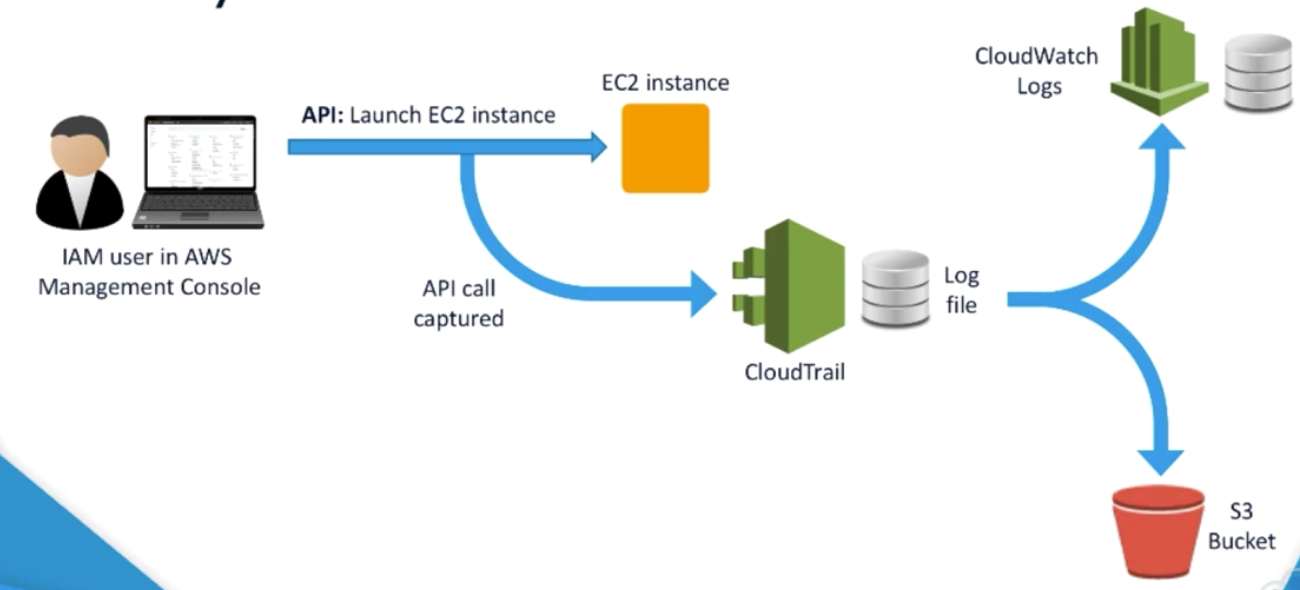 API: Launch EC2 instance
EC2 instance
CloudWatch
Logs
IAM user in AWS
Management Console
API call
captured
Log
file
CloudTrail
S3
Bucket